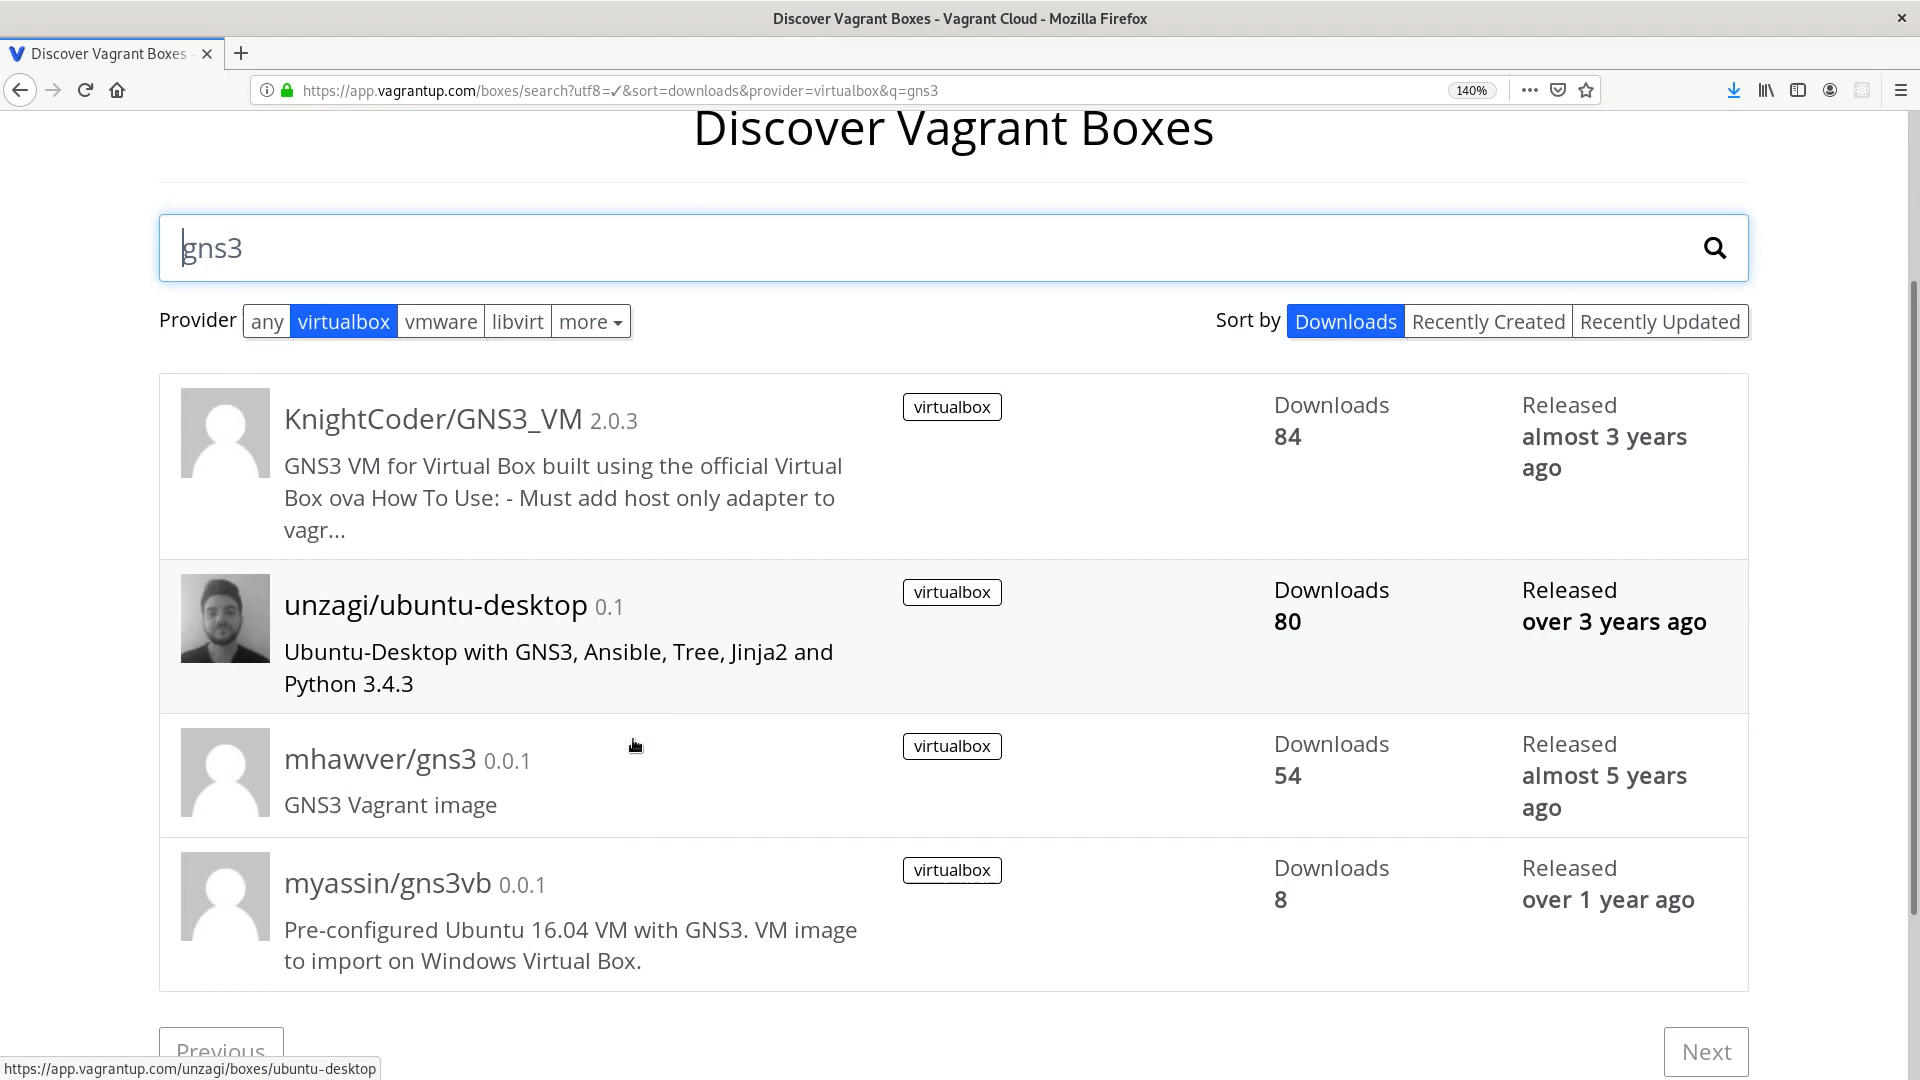 Discover Vagrant Boxes - Vagrant Cloud - Mozilla Firefox
Discover Vagrant Boxes -
https://app.vagrantup.com/boxes/search?utf8=✓&sort=downloads&provider=virtualbox&q=gns3
140%
Discover Vagrant Boxes
gns3
Provider any virtualbox vmware libvirt more Sort by Downloads Recently Created Recently Updated
KnightCoder/GNS3_VM 2.0.3
GNS3 VM for Virtual Box built using the official Virtual
Box ova How To Use: - Must add host only adapter to
vagr...
virtualbox
Downloads
84
Released
almost 3 years
ago
unzagi/ubuntu-desktop 0.1
Ubuntu-Desktop with GNS3, Ansible, Tree, Jinja2 and
Python 3.4.3
virtualbox
Downloads
80
Released
over 3 years ago
mhawver/gns3 0.0.1
GNS3 Vagrant image
virtualbox
Downloads
54
Released
almost 5 years
ago
myassin/gns3vb 0.0.1
Pre-configured Ubuntu 16.04 VM with GNS3. VM image
to import on Windows Virtual Box.
virtualbox
Downloads
8
Released
over 1 year ago
Previous
Next
https://app.vagrantup.com/unzagi/boxes/ubuntu-desktop